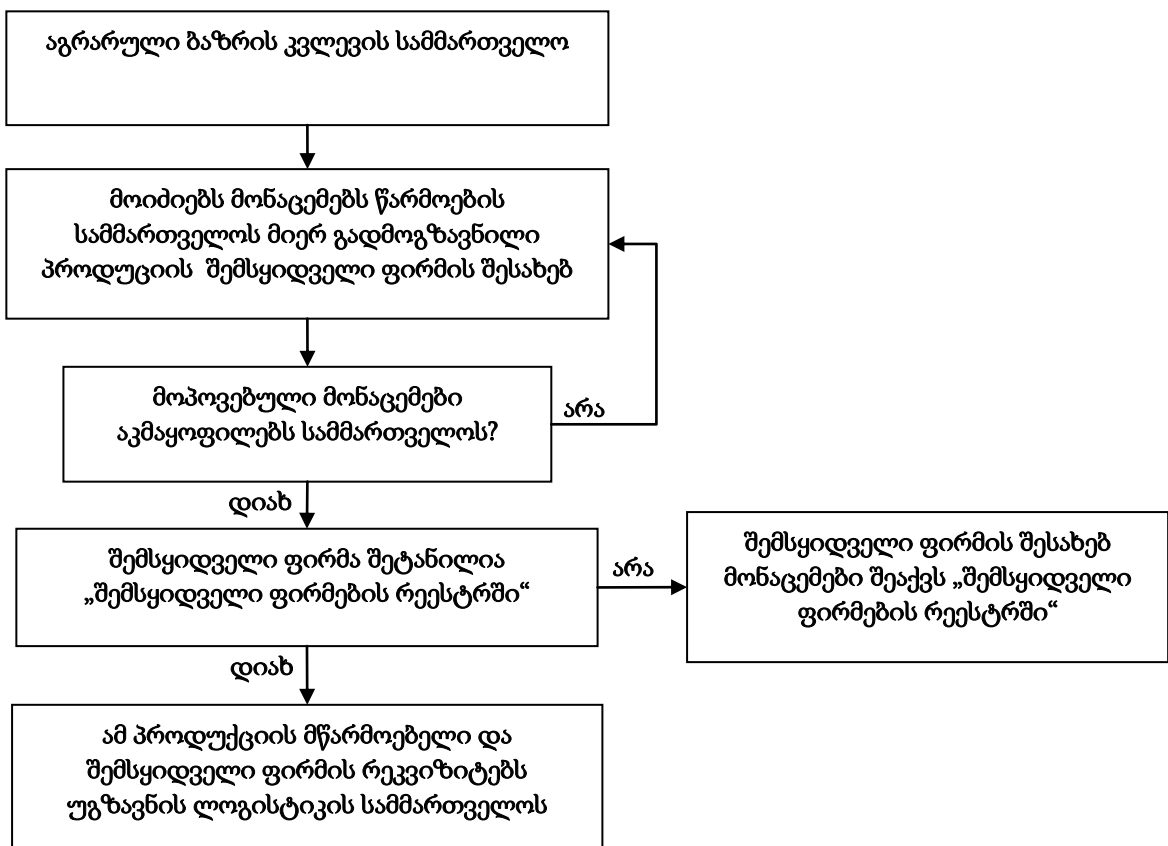 აგრარული ბაზრის კვლევის სამმართველო
მოიძიებს მონაცემებს წარმოების
სამმართველოს მიერ გადმოგზავნილი
პროდუციის შემსყიდველი ფირმის შესახებ
მოპოვებული მონაცემები
აკმაყოფილებს სამმართველოს?
არა
დიახ
შემსყიდველი ფირმა შეტანილია
„შემსყიდველი ფირმების რეესტრში“
არა
შემსყიდველი ფირმის შესახებ
მონაცემები შეაქვს „შემსყიდველი
ფირმების რეესტრში“
დიახ
ამ პროდუქციის მწარმოებელი და
შემსყიდველი ფირმის რეკვიზიტებს
უგზავნის ლოგისტიკის სამმართველოს